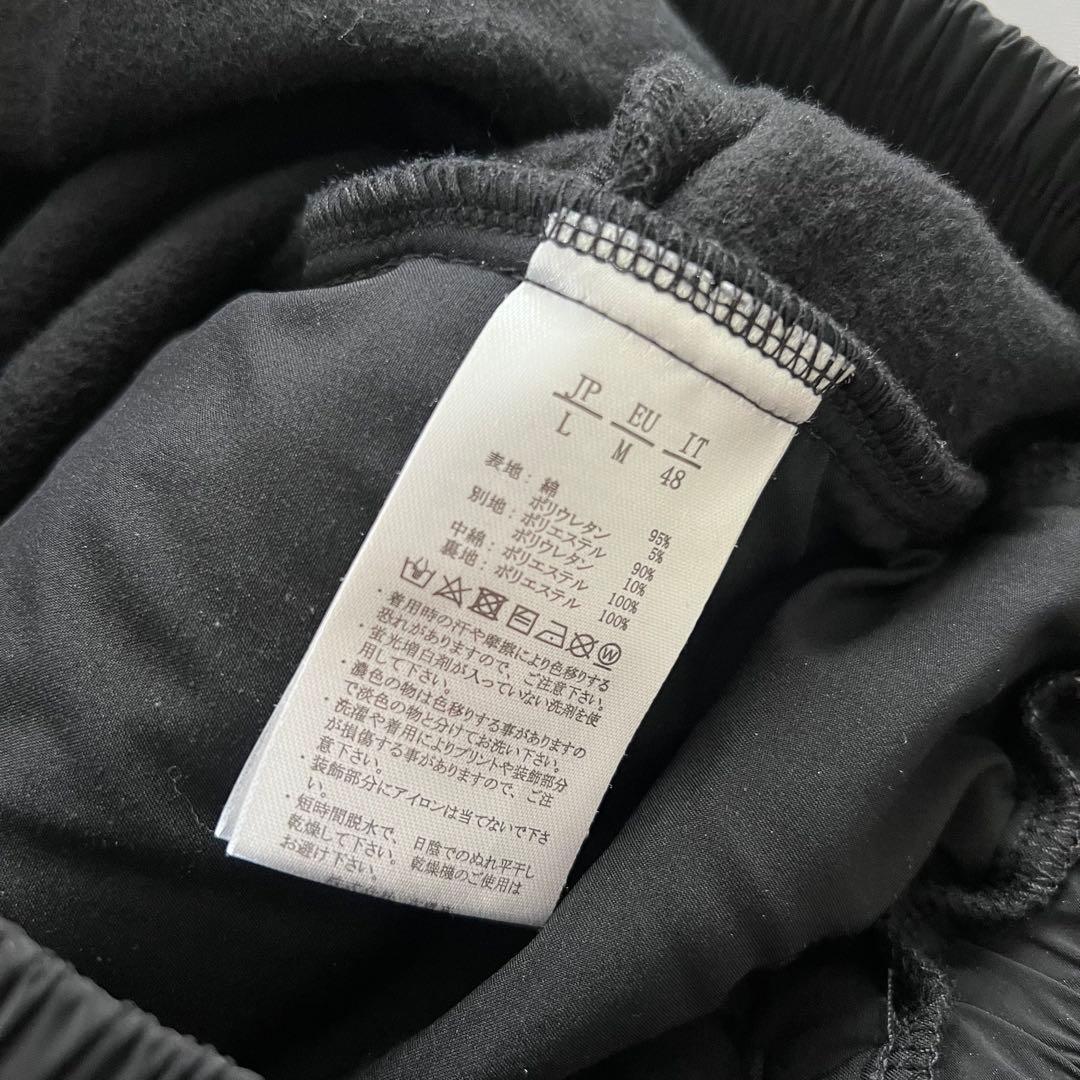 JP EU IT
L M 48
表地：綿 95%
ポリウレタン 5%
別地：ポリエステル 90%
ポリウレタン 10%
中綿：ポリエステル 100%
裏地：ポリエステル 100%
W
・着用時の汗や摩擦により色移りする
恐れがありますので、ご注意下さい。
・蛍光増白剤が入っていない洗剤を使
用して下さい。
・濃色の物は色移りする事がありますの
で淡色の物と分けてお洗い下さい。
・洗濯や着用によりプリントや装飾部分
が損傷する事がありますので、ご注
意下さい。
・装飾部分にアイロンは当てないで下さ
い。
・短時間脱水で、日陰でのぬれ平干し
乾燥して下さい。乾燥機のご使用は
お避け下さい。